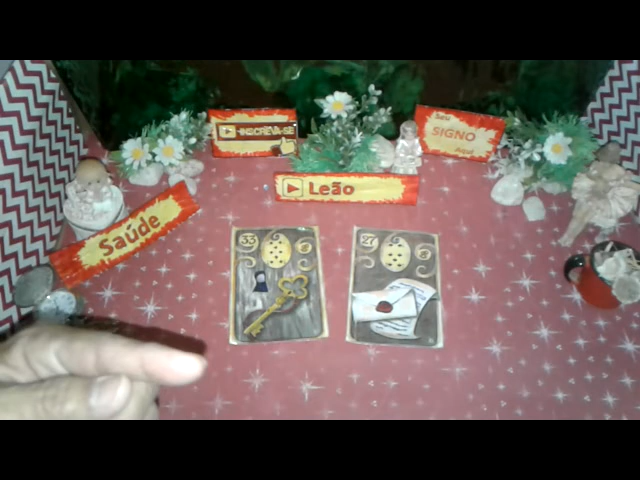 INSCREVA-SE
Seu
SIGNO
Aqui
Leão
Saúde
33
27